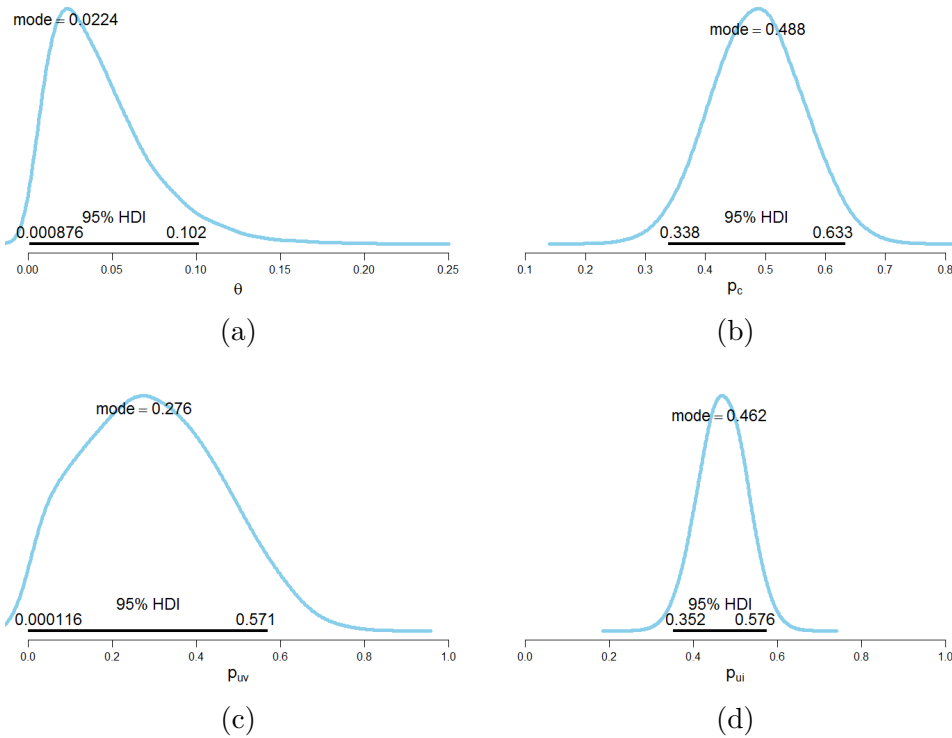 mode = 0.0224
95% HDI
0.000876 0.102
0.00 0.05 0.10 0.15 0.20 0.25
θ
(a)
mode = 0.488
95% HDI
0.338 0.633
0.1 0.2 0.3 0.4 0.5 0.6 0.7 0.8
p_c
(b)
mode = 0.276
95% HDI
0.000116 0.571
0.0 0.2 0.4 0.6 0.8 1.0
p_uv
(c)
mode = 0.462
95% HDI
0.352 0.576
0.0 0.2 0.4 0.6 0.8 1.0
p_ui
(d)